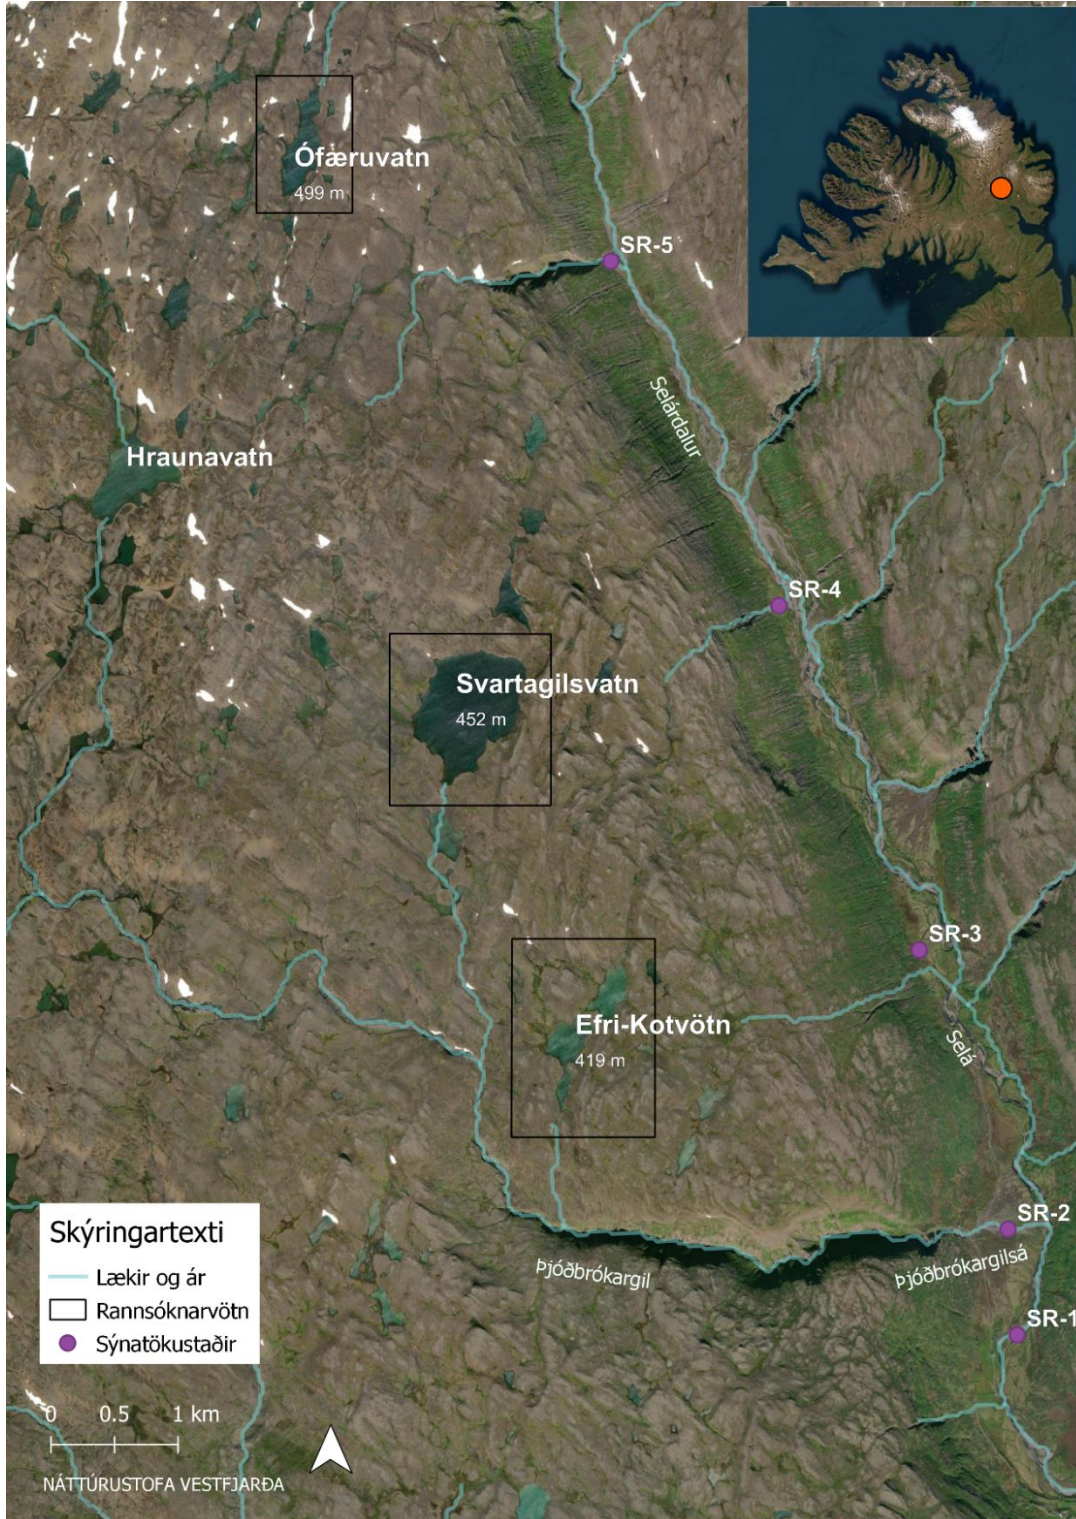 Ófæruvatn
499 m
SR-5
Selárdalur
Hraunavatn
SR-4
Svartagilsvatn
452 m
SR-3
Efri-Kotvötn
419 m
Selá
SR-2
Þjóðbrókargil
Þjóðbrókargilsá
SR-1
Skýringartexti
Lækir og ár
Rannsóknarvötn
Sýnatökustaðir
0 0.5 1 km
NÁTTÚRUSTOFA VESTFJARÐA